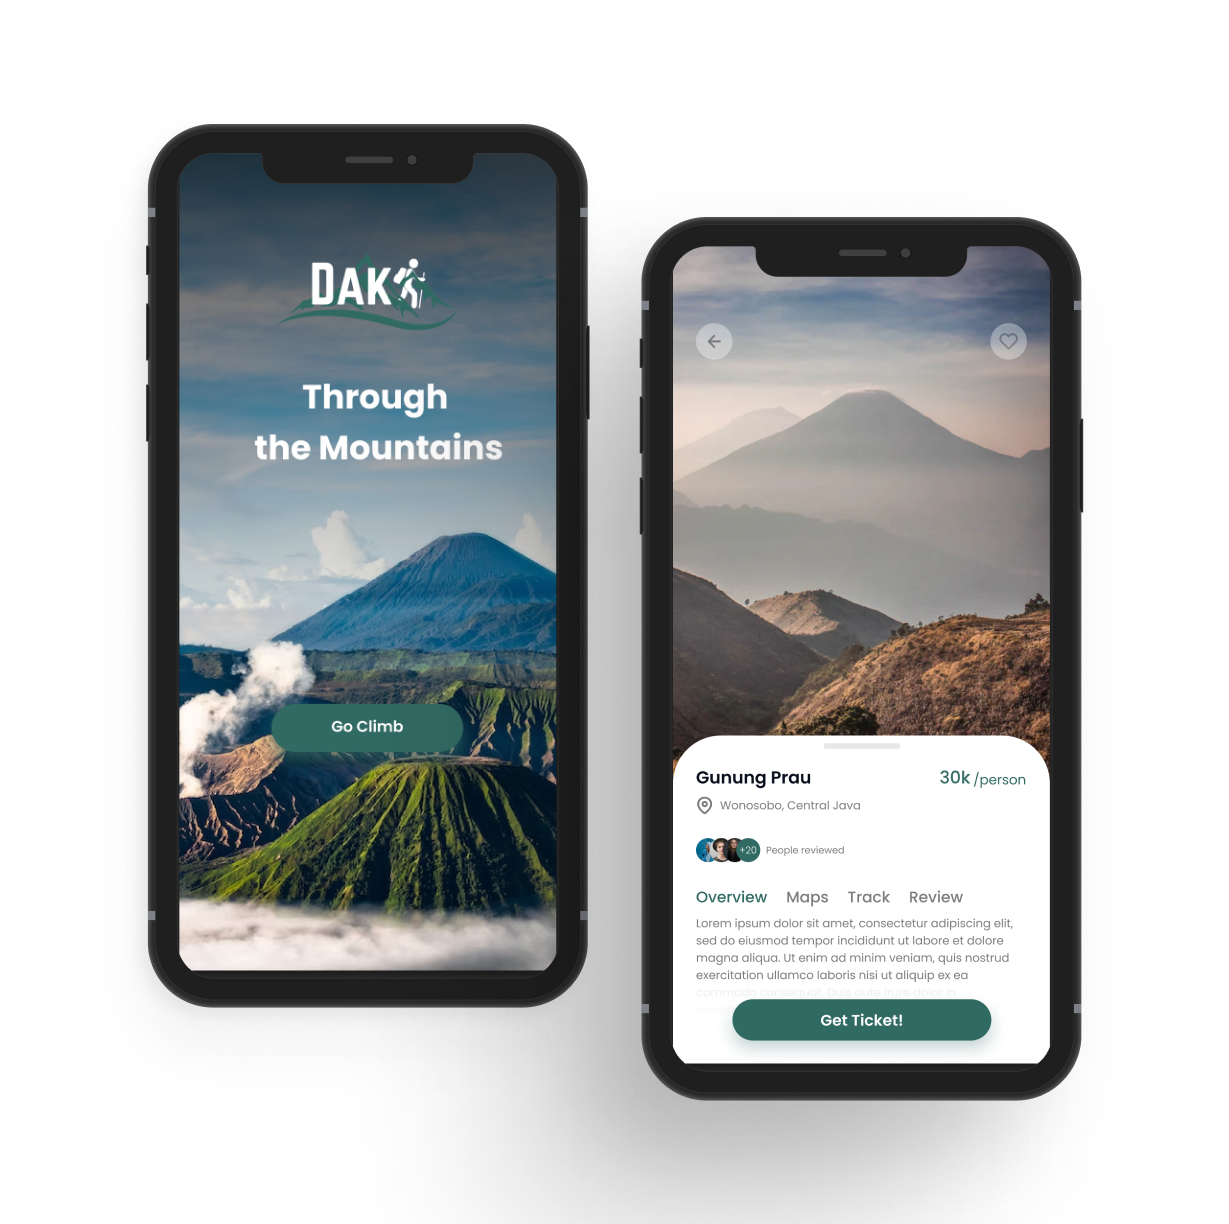 DAK
Through
the Mountains
Go Climb
Gunung Prau
30k /person
Wonosobo, Central Java
+20 People reviewed
Overview Maps Track Review
Lorem ipsum dolor sit amet, consectetur adipiscing elit,
sed do eiusmod tempor incididunt ut labore et dolore
magna aliqua. Ut enim ad minim veniam, quis nostrud
exercitation ullamco laboris nisi ut aliquip ex ea
commodo consequat. Duis aute irure dolor in
Get Ticket!